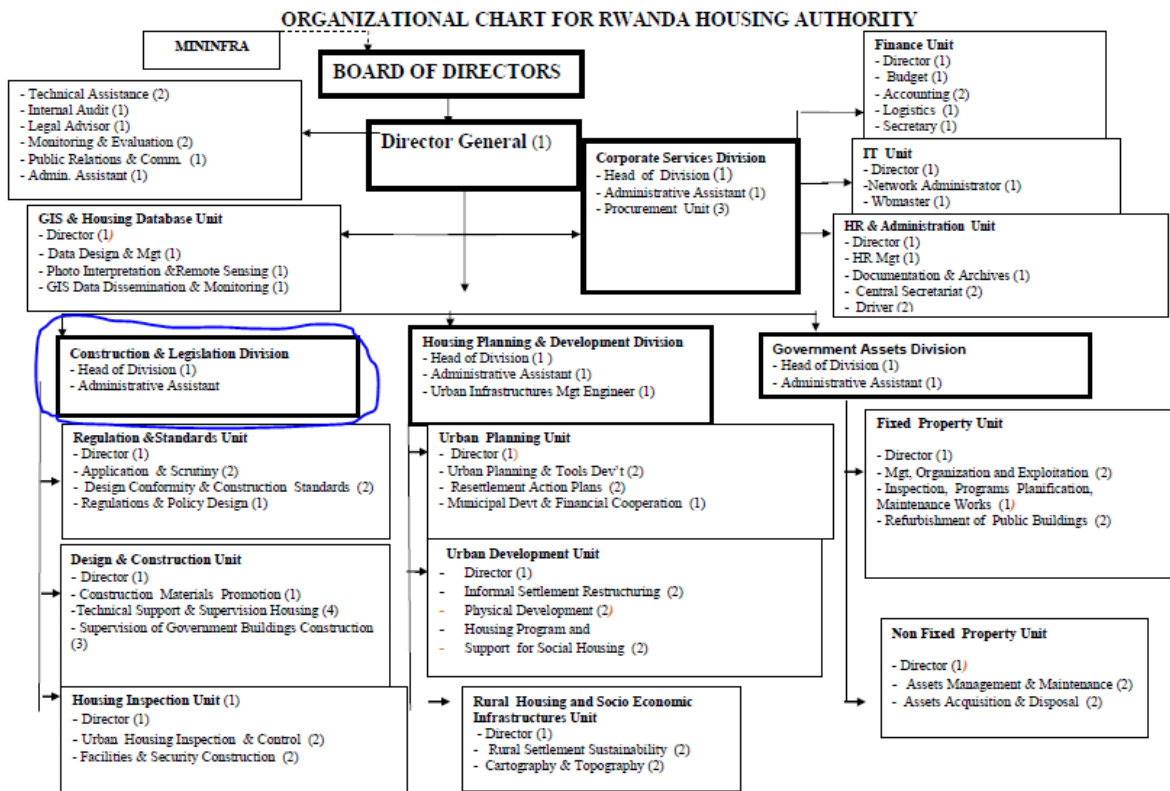 ORGANIZATIONAL CHART FOR RWANDA HOUSING AUTHORITY
MININFRA
BOARD OF DIRECTORS
Director General (1)
- Technical Assistance (2)
- Internal Audit (1)
- Legal Advisor (1)
- Monitoring & Evaluation (2)
- Public Relations & Comm. (1)
- Admin. Assistant (1)
Corporate Services Division
- Head of Division (1)
- Administrative Assistant (1)
- Procurement Unit (3)
Finance Unit
- Director (1)
- Budget (1)
- Accounting (2)
- Logistics (1)
- Secretary (1)
IT Unit
- Director (1)
-Network Administrator (1)
- Wbmaster (1)
HR & Administration Unit
- Director (1)
- HR Mgt (1)
- Documentation & Archives (1)
- Central Secretariat (2)
- Driver (2)
GIS & Housing Database Unit
- Director (1)
- Data Design & Mgt (1)
- Photo Interpretation &Remote Sensing (1)
- GIS Data Dissemination & Monitoring (1)
Construction & Legislation Division
- Head of Division (1)
- Administrative Assistant
Housing Planning & Development Division
- Head of Division (1 )
- Administrative Assistant (1)
- Urban Infrastructures Mgt Engineer (1)
Government Assets Division
- Head of Division (1)
- Administrative Assistant (1)
Regulation &Standards Unit
- Director (1)
- Application & Scrutiny (2)
- Design Conformity & Construction Standards (2)
- Regulations & Policy Design (1)
Urban Planning Unit
- Director (1)
- Urban Planning & Tools Dev't (2)
- Resettlement Action Plans (2)
- Municipal Devt & Financial Cooperation (1)
Fixed Property Unit
- Director (1)
- Mgt, Organization and Exploitation (2)
- Inspection, Programs Planification,
Maintenance Works (1)
- Refurbishment of Public Buildings (2)
Design & Construction Unit
- Director (1)
- Construction Materials Promotion (1)
-Technical Support & Supervision Housing (4)
- Supervision of Government Buildings Construction
(3)
Urban Development Unit
- Director (1)
- Informal Settlement Restructuring (2)
- Physical Development (2)
- Housing Program and
- Support for Social Housing (2)
Non Fixed Property Unit
- Director (1)
- Assets Management & Maintenance (2)
- Assets Acquisition & Disposal (2)
Housing Inspection Unit (1)
- Director (1)
- Urban Housing Inspection & Control (2)
- Facilities & Security Construction (2)
Rural Housing and Socio Economic
Infrastructures Unit
- Director (1)
- Rural Settlement Sustainability (2)
- Cartography & Topography (2)